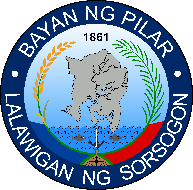 BAYAN NG PILAR
1861
LALAWIGAN NG SORSOGON